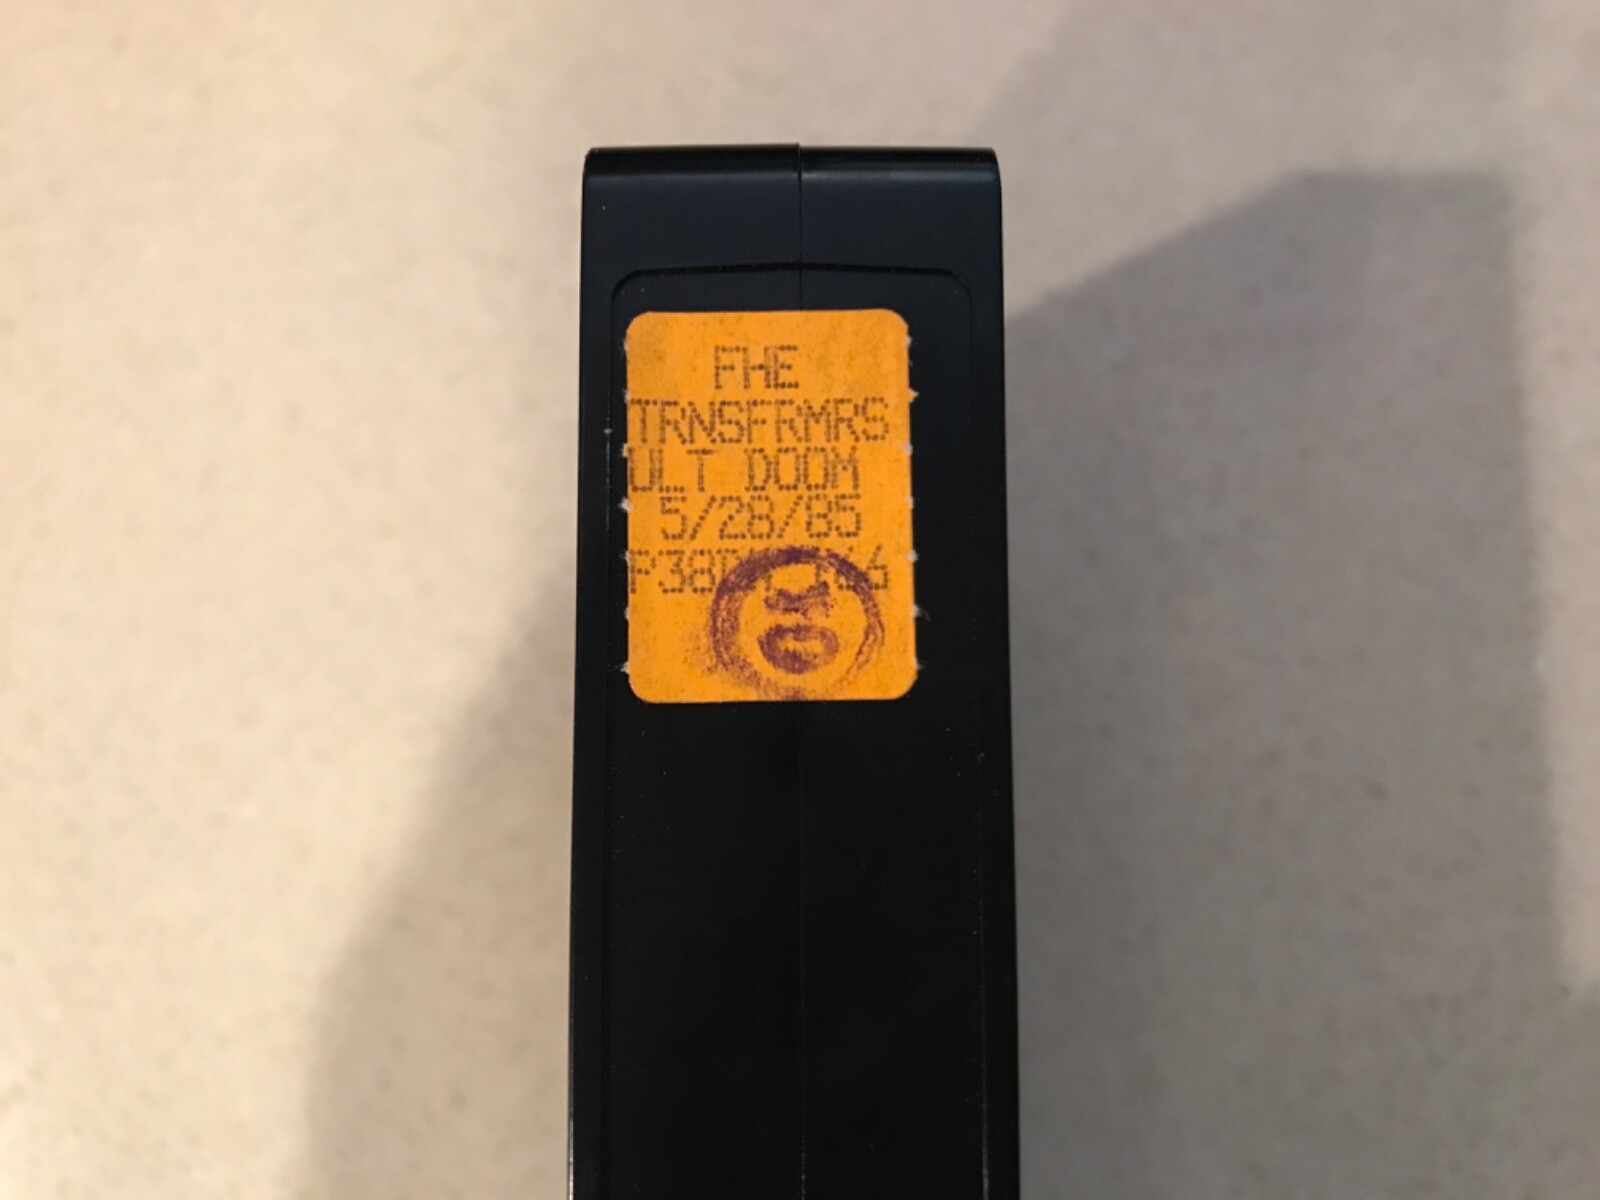 FHE
TRNSFRMRS
ULT DOOM
5/28/85